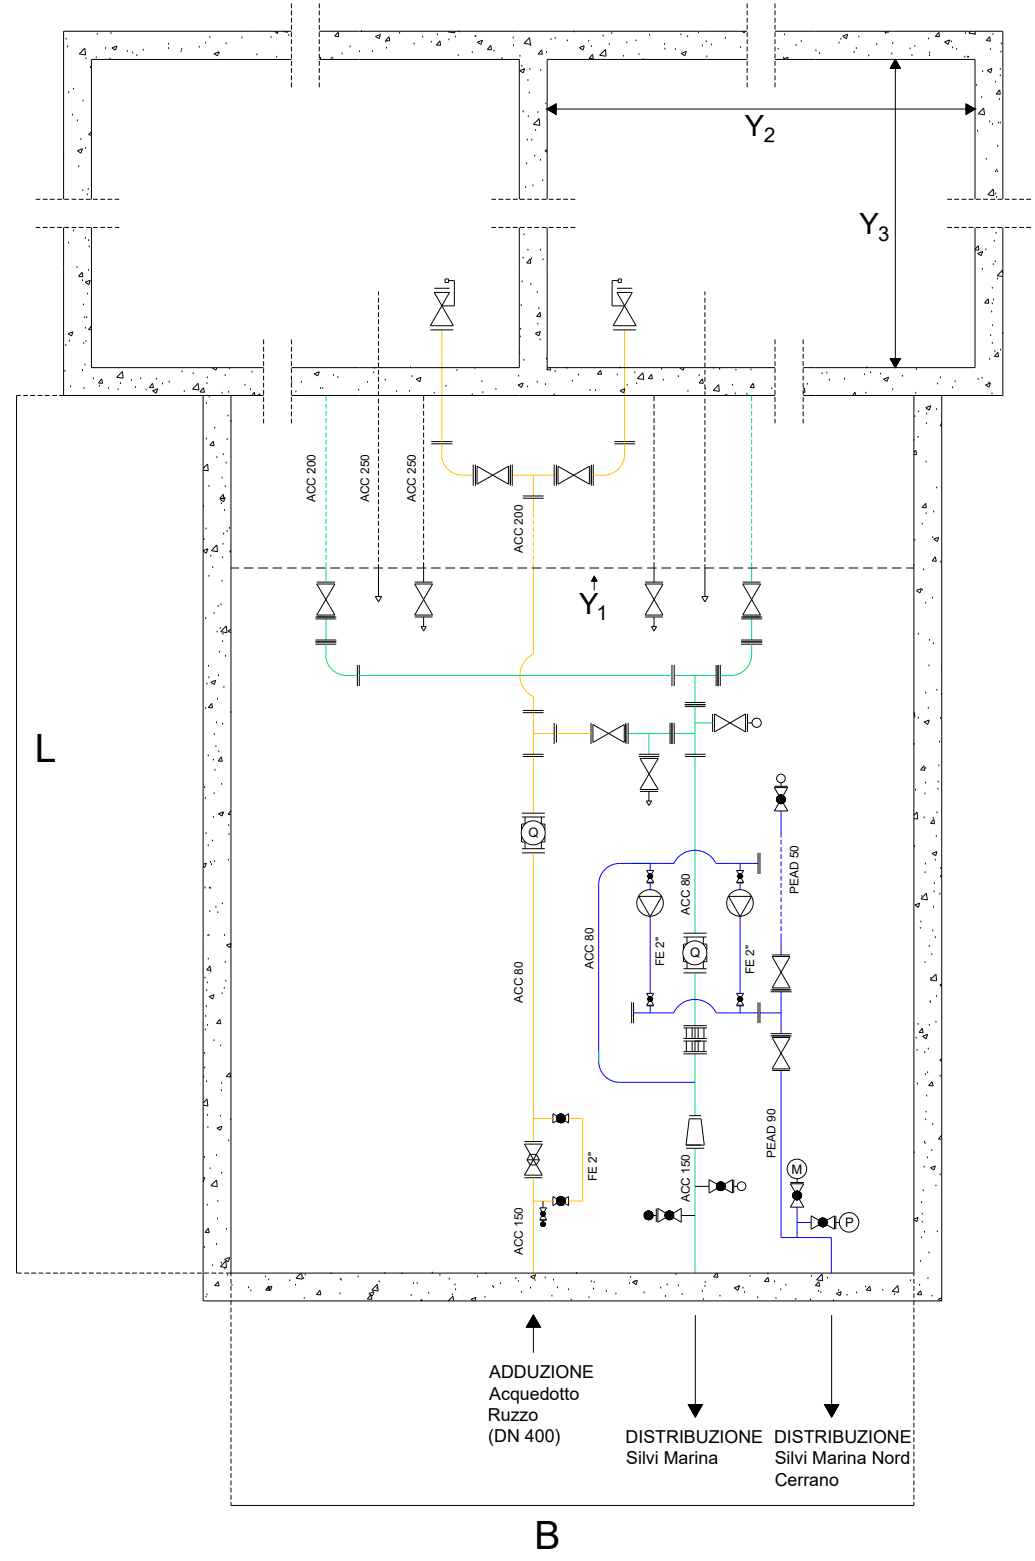 Y2
Y3
ACC 200
ACC 250
ACC 250
ACC 200
Y1
L
Q
ACC 80
PEAD 50
ACC 80
FE 2"
Q
FE 2"
ACC 80
PEAD 90
FE 2"
ACC 150
M
P
ACC 150
ADDUZIONE
Acquedotto
Ruzzo
(DN 400)
DISTRIBUZIONE
Silvi Marina
DISTRIBUZIONE
Silvi Marina Nord
Cerrano
B